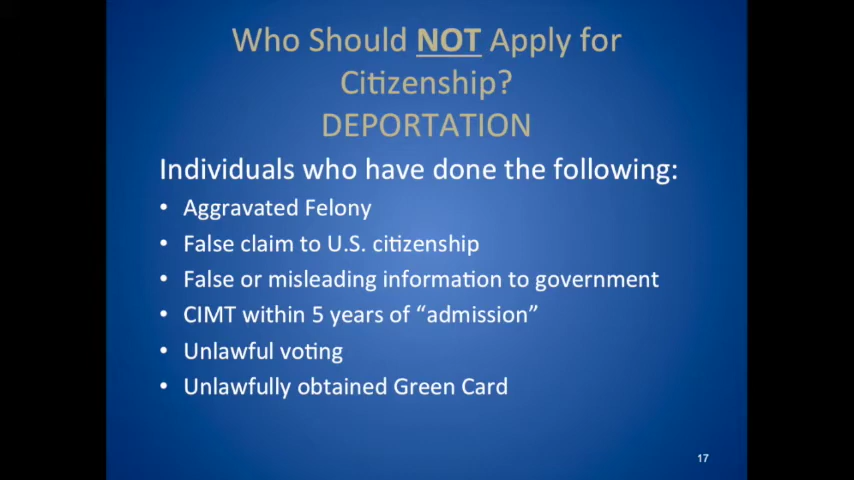 Who Should NOT Apply for
Citizenship?
DEPORTATION
Individuals who have done the following:
• Aggravated Felony
• False claim to U.S. citizenship
• False or misleading information to government
• CIMT within 5 years of “admission”
• Unlawful voting
• Unlawfully obtained Green Card
17